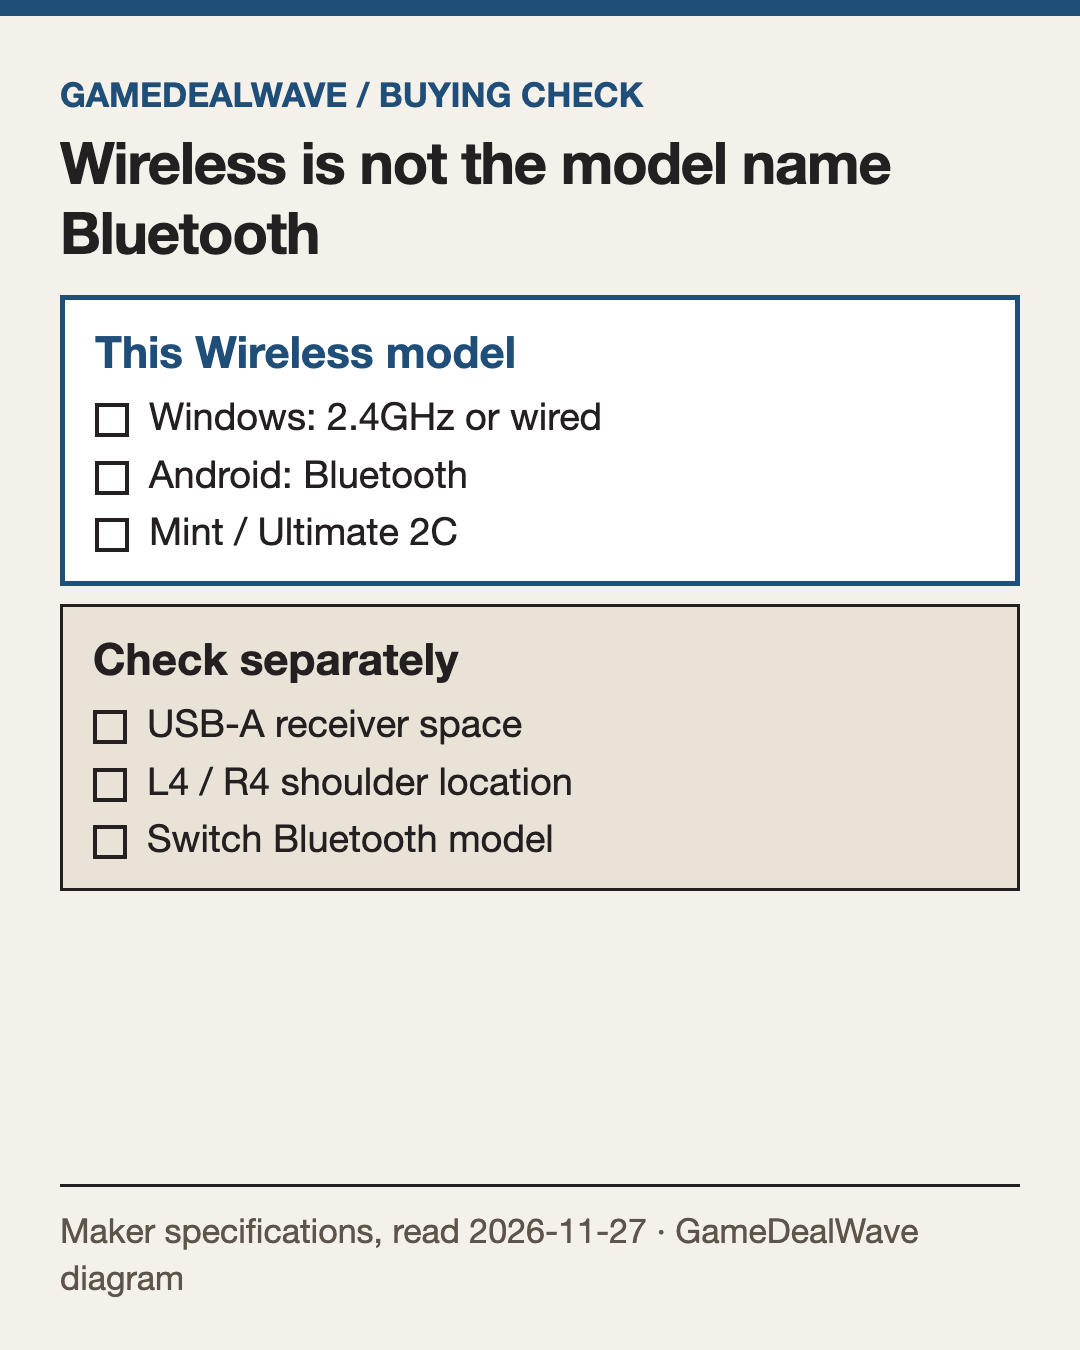 GAMEDEALWAVE / BUYING CHECK
Wireless is not the model name
Bluetooth
This Wireless model
Windows: 2.4GHz or wired
Android: Bluetooth
Mint / Ultimate 2C
Check separately
USB-A receiver space
L4 / R4 shoulder location
Switch Bluetooth model
Maker specifications, read 2026-11-27 · GameDealWave
diagram